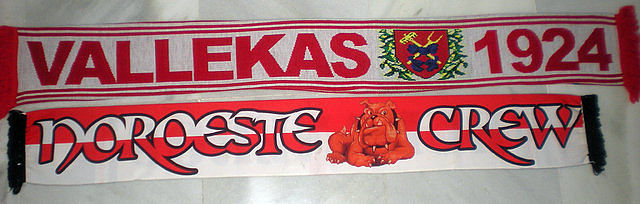 VALLEKAS 1924
NOROESTE CREW